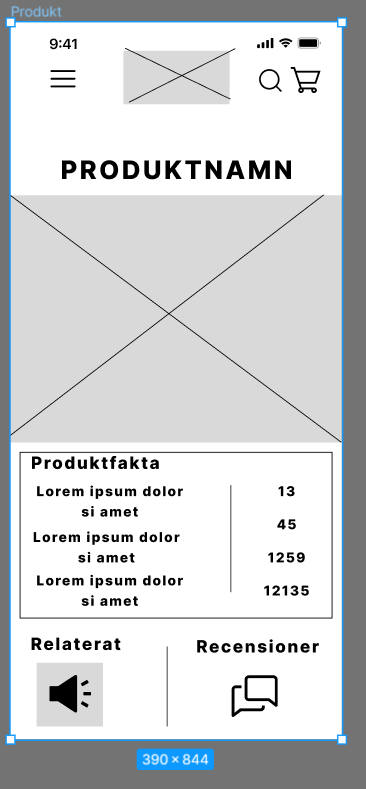 Produkt
9:41
PRODUKTNAMN
Produktfakta
Lorem ipsum dolor
si amet
Lorem ipsum dolor
si amet
Lorem ipsum dolor
si amet
13
45
1259
12135
Relaterat
Recensioner
390 × 844